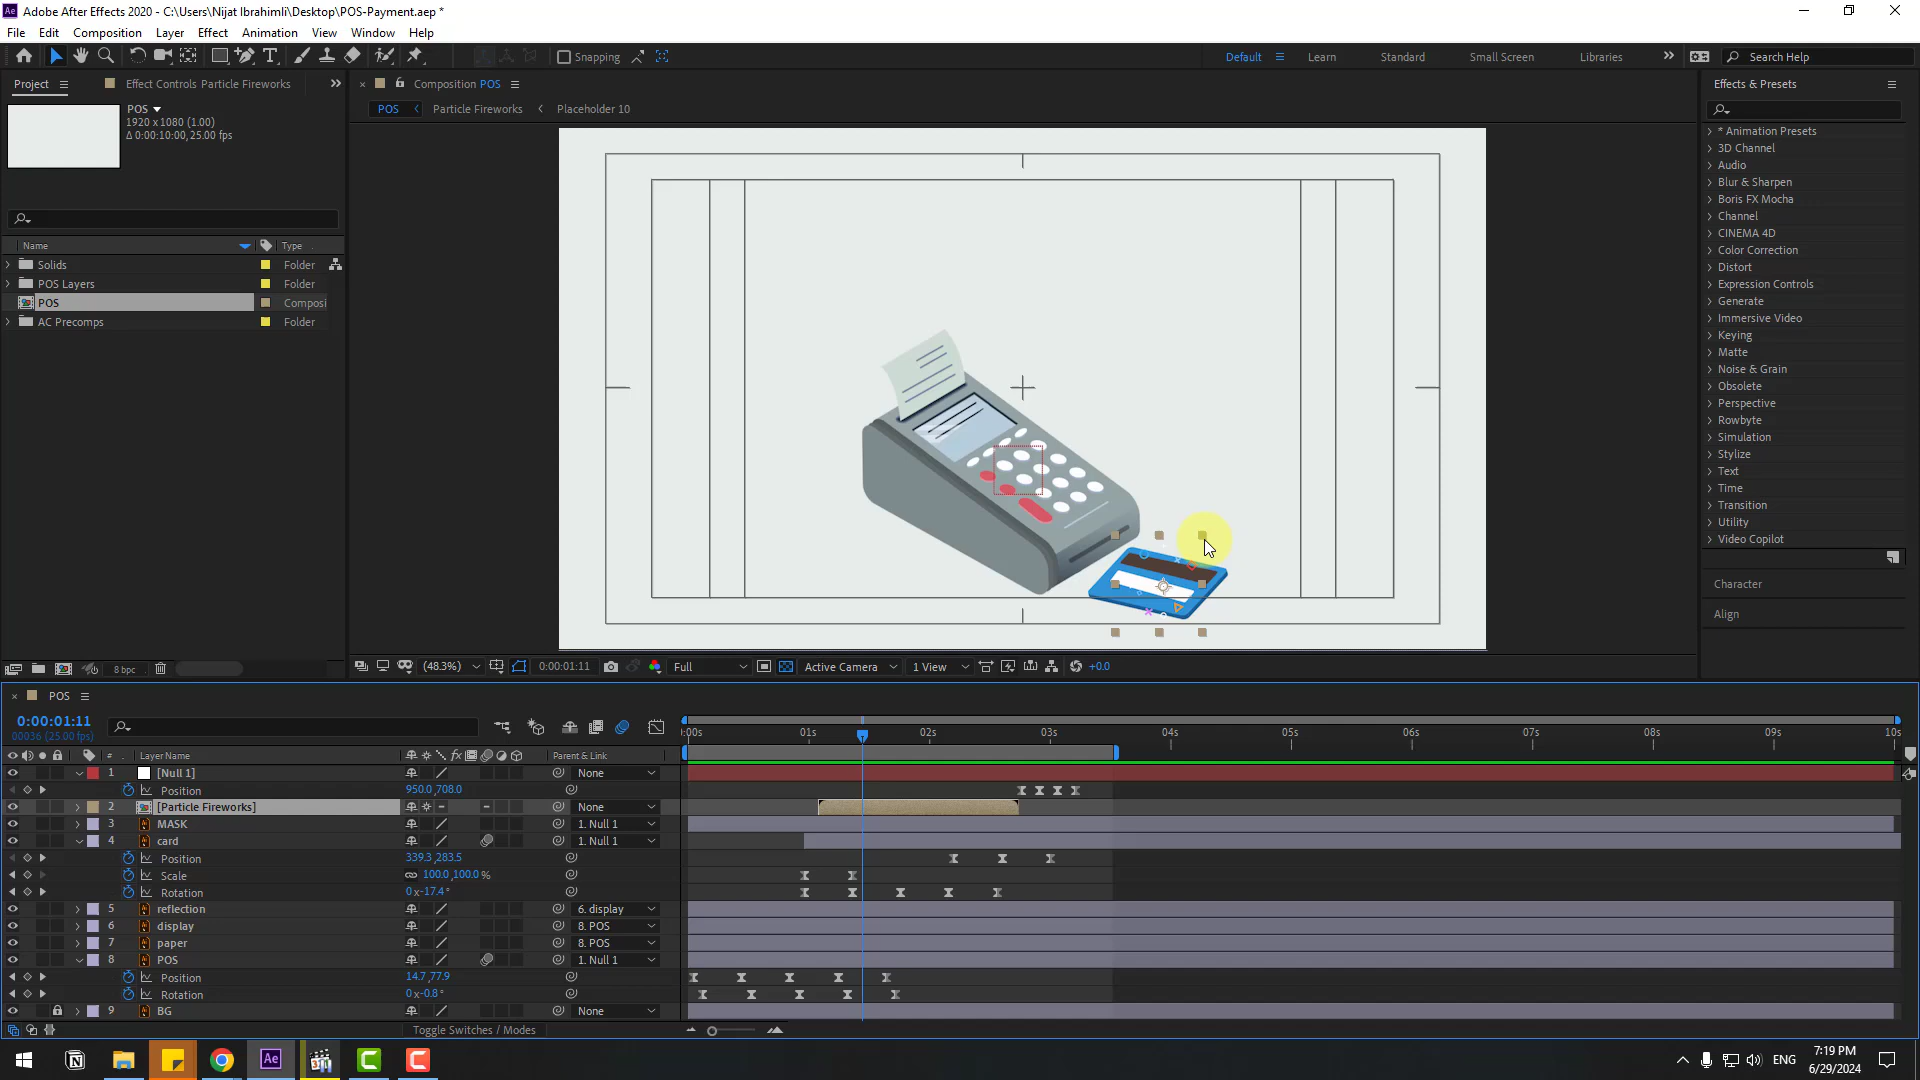 Adobe After Effects 2020 - C:\Users\Nijat Ibrahimli\Desktop\POS-Payment.aep *
File Edit Composition Layer Effect Animation View Window Help
Snapping
Default Learn Standard Small Screen Libraries Search Help
Project Effect Controls Particle Fireworks
POS
1920 x 1080 (1.00)
Δ 0:00:10:00, 25.00 fps
Name Type
Solids Folder
POS Layers Folder
POS Composi
AC Precomps Folder
8 bpc
Composition POS
POS Particle Fireworks Placeholder 10
(48.3%) 0:00:01:11 Full Active Camera 1 View +0.0
Effects & Presets
* Animation Presets
3D Channel
Audio
Blur & Sharpen
Boris FX Mocha
Channel
CINEMA 4D
Color Correction
Distort
Expression Controls
Generate
Immersive Video
Keying
Matte
Noise & Grain
Obsolete
Perspective
Rowbyte
Simulation
Stylize
Text
Time
Transition
Utility
Video Copilot
Character
Align
POS
0:00:01:11
00036 (25.00 fps)
:00s 01s 02s 03s 04s 05s 06s 07s 08s 09s 10s
# Layer Name Parent & Link
1 [Null 1] None
Position 950.0,708.0
2 [Particle Fireworks] None
3 MASK 1. Null 1
4 card 1. Null 1
Position 339.3,283.5
Scale 100.0,100.0%
Rotation 0x-17.4°
5 reflection 6. display
6 display 8. POS
7 paper 8. POS
8 POS 1. Null 1
Position 14.7,77.9
Rotation 0x-0.8°
9 BG None
Toggle Switches / Modes
ENG 7:19 PM
6/29/2024